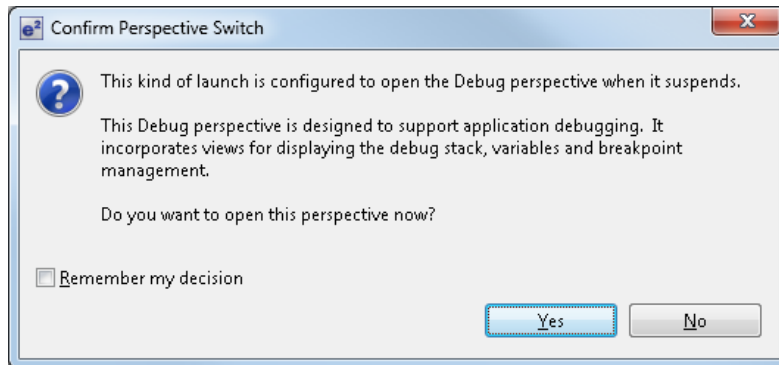 e² Confirm Perspective Switch
This kind of launch is configured to open the Debug perspective when it suspends.
This Debug perspective is designed to support application debugging. It
incorporates views for displaying the debug stack, variables and breakpoint
management.
Do you want to open this perspective now?
Remember my decision
Yes No